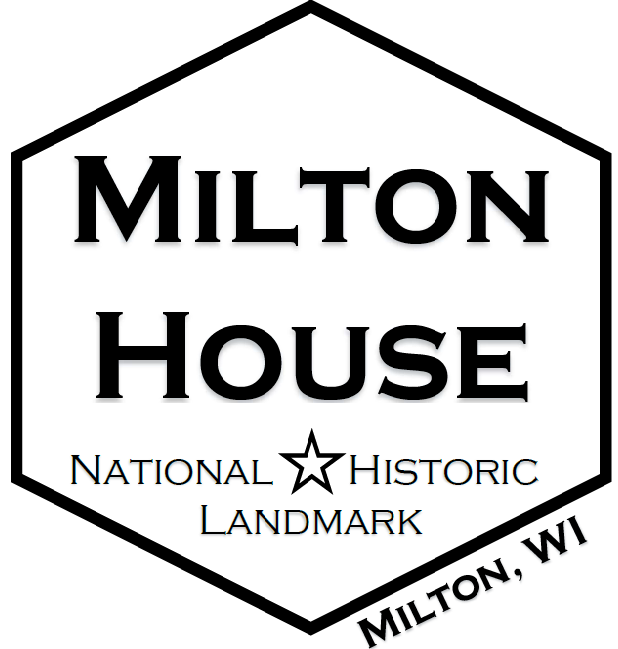 MILTON
HOUSE
NATIONAL HISTORIC
LANDMARK
MILTON, WI